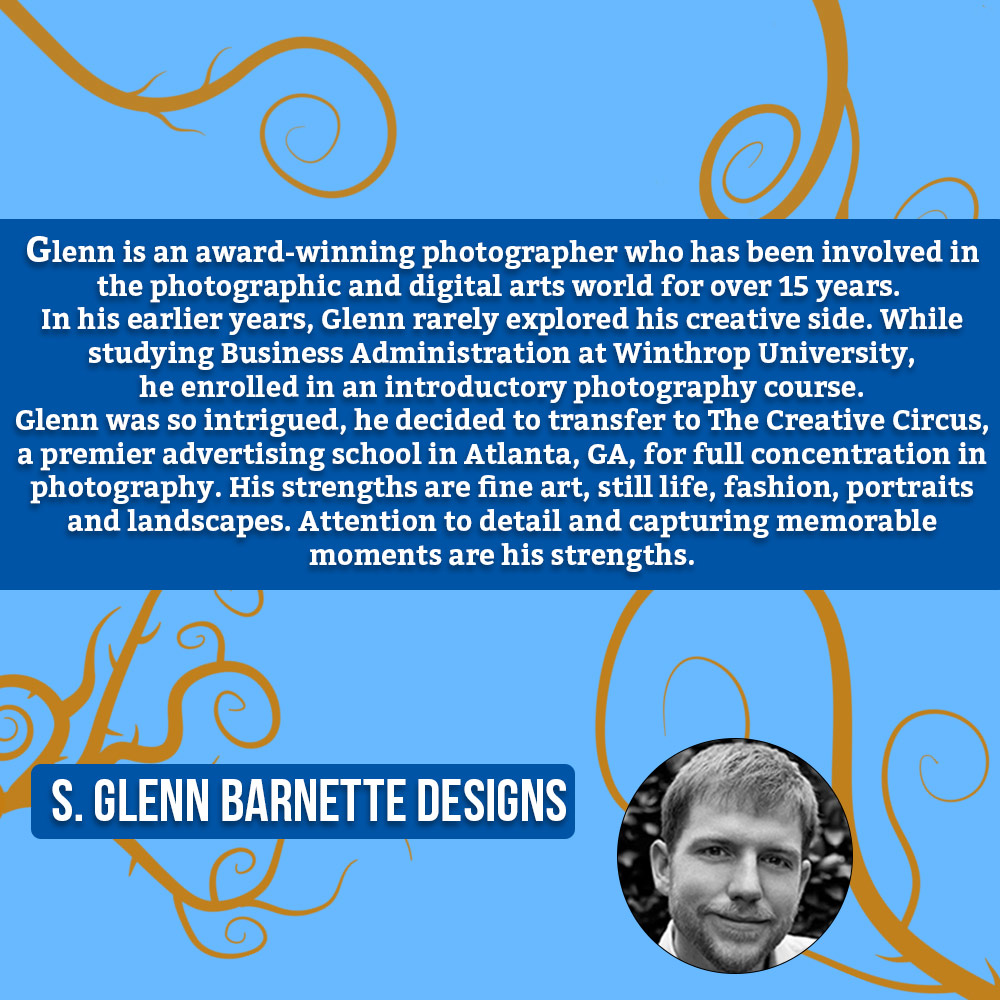 Glenn is an award-winning photographer who has been involved in
the photographic and digital arts world for over 15 years.
In his earlier years, Glenn rarely explored his creative side. While
studying Business Administration at Winthrop University,
he enrolled in an introductory photography course.
Glenn was so intrigued, he decided to transfer to The Creative Circus,
a premier advertising school in Atlanta, GA, for full concentration in
photography. His strengths are fine art, still life, fashion, portraits
and landscapes. Attention to detail and capturing memorable
moments are his strengths.
S. GLENN BARNETTE DESIGNS